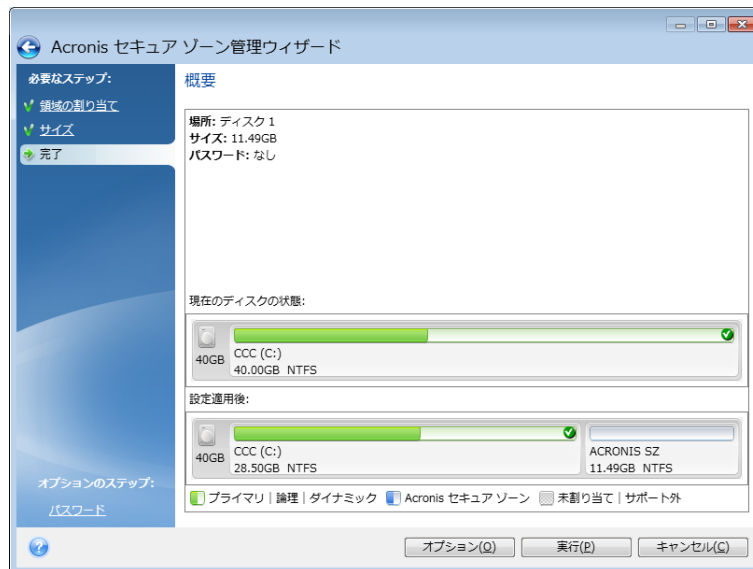 Acronis セキュア ゾーン管理ウィザード
必要なステップ:
領域の割り当て
サイズ
完了
オプションのステップ:
パスワード
概要
場所: ディスク 1
サイズ: 11.49GB
パスワード: なし
現在のディスクの状態:
40GB
CCC (C:)
40.00GB NTFS
設定適用後:
40GB
CCC (C:)
28.50GB NTFS
ACRONIS SZ
11.49GB NTFS
プライマリ | 論理 | ダイナミック Acronis セキュア ゾーン 未割り当て | サポート外
オプション(O) 実行(P) キャンセル(C)